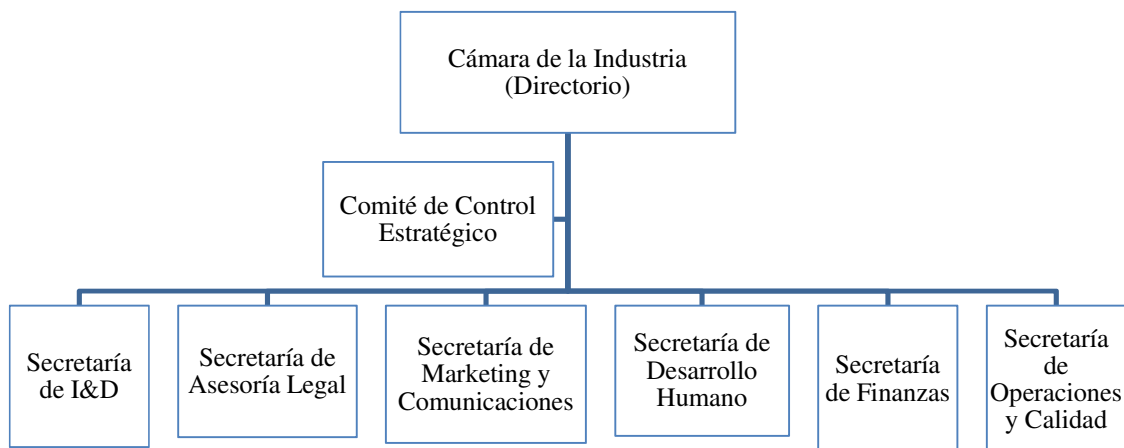 Cámara de la Industria
(Directorio)
Comité de Control
Estratégico
Secretaría
de I&D
Secretaría de
Asesoría Legal
Secretaría de
Marketing y
Comunicaciones
Secretaría de
Desarrollo
Humano
Secretaría
de Finanzas
Secretaría
de
Operaciones
y Calidad